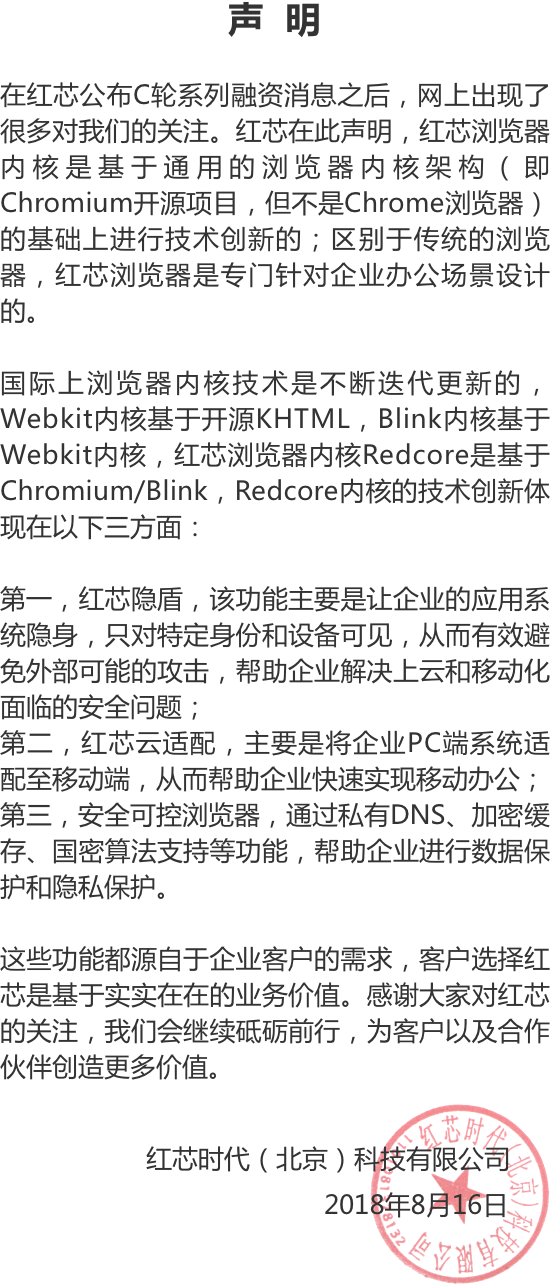 声 明
在红芯公布C轮系列融资消息之后，网上出现了
很多对我们的关注。红芯在此声明，红芯浏览器
内核是基于通用的浏览器内核架构（即
Chromium开源项目，但不是Chrome浏览器）
的基础上进行技术创新的；区别于传统的浏览
器，红芯浏览器是专门针对企业办公场景设计
的。
国际上浏览器内核技术是不断迭代更新的，
Webkit内核基于开源KHTML，Blink内核基于
Webkit内核，红芯浏览器内核Redcore是基于
Chromium/Blink，Redcore内核的技术创新体
现在以下三方面：
第一，红芯隐盾，该功能主要是让企业的应用系
统隐身，只对特定身份和设备可见，从而有效避
免外部可能的攻击，帮助企业解决上云和移动化
面临的安全问题；
第二，红芯云适配，主要是将企业PC端系统适
配至移动端，从而帮助企业快速实现移动办公；
第三，安全可控浏览器，通过私有DNS、加密缓
存、国密算法支持等功能，帮助企业进行数据保
护和隐私保护。
这些功能都源自于企业客户的需求，客户选择红
芯是基于实实在在的业务价值。感谢大家对红芯
的关注，我们会继续砥砺前行，为客户以及合作
伙伴创造更多价值。
红芯时代（北京）科技有限公司
2018年8月16日
红芯时代(北京)科技有限公司